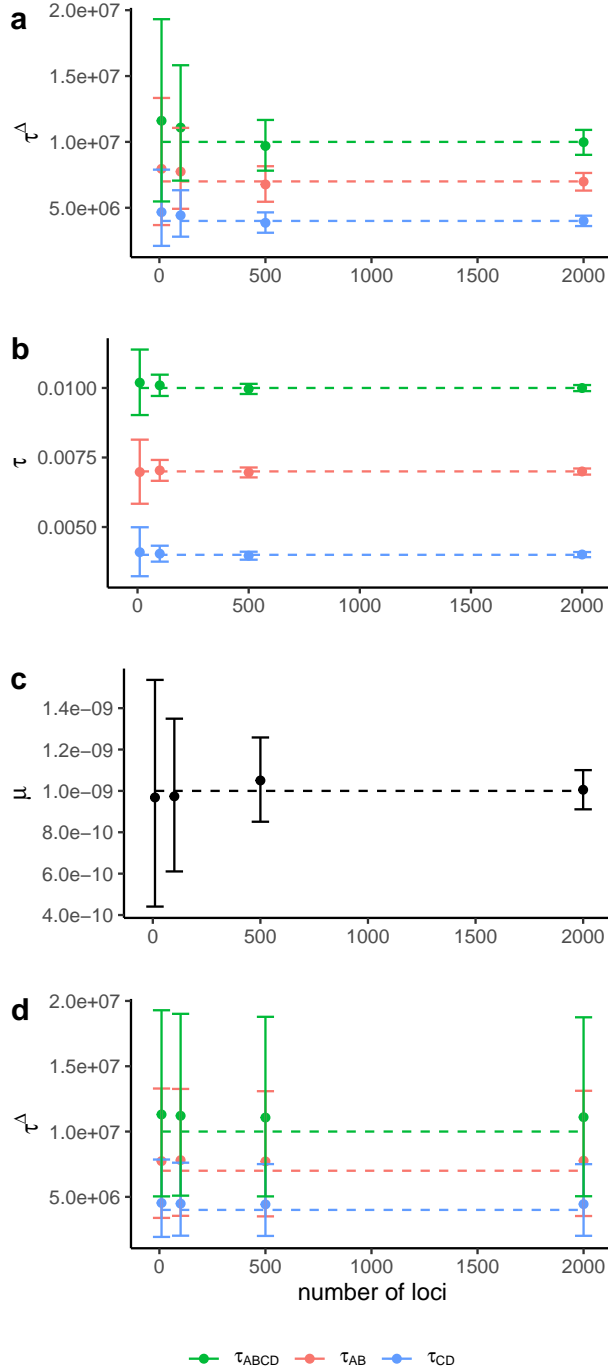 a
2.0e+07
1.5e+07
1.0e+07
5.0e+06
τ^Δ
0 500 1000 1500 2000
b
0.0100
0.0075
0.0050
τ
0 500 1000 1500 2000
c
1.4e−09
1.2e−09
1.0e−09
8.0e−10
6.0e−10
4.0e−10
μ
0 500 1000 1500 2000
d
2.0e+07
1.5e+07
1.0e+07
5.0e+06
τ^Δ
0 500 1000 1500 2000
number of loci
τ_ABCD τ_AB τ_CD